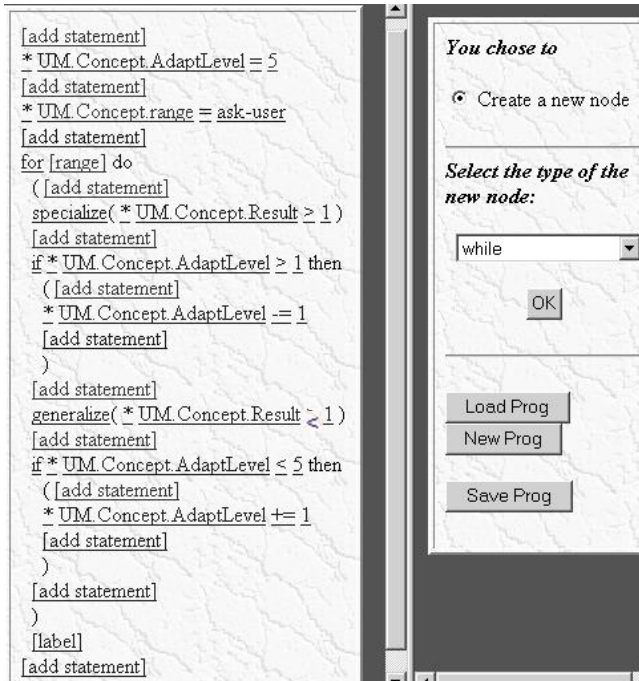 [add statement]
* UM.Concept.AdaptLevel = 5
[add statement]
* UM.Concept.range = ask-user
[add statement]
for [range] do
( [add statement]
specialize( * UM.Concept.Result > 1 )
[add statement]
if * UM.Concept.AdaptLevel > 1 then
( [add statement]
* UM.Concept.AdaptLevel -= 1
[add statement]
)
[add statement]
generalize( * UM.Concept.Result < 1 )
[add statement]
if * UM.Concept.AdaptLevel < 5 then
( [add statement]
* UM.Concept.AdaptLevel += 1
[add statement]
)
[add statement]
)
[label]
[add statement]
You chose to
Create a new node
Select the type of the
new node:
while
OK
Load Prog
New Prog
Save Prog